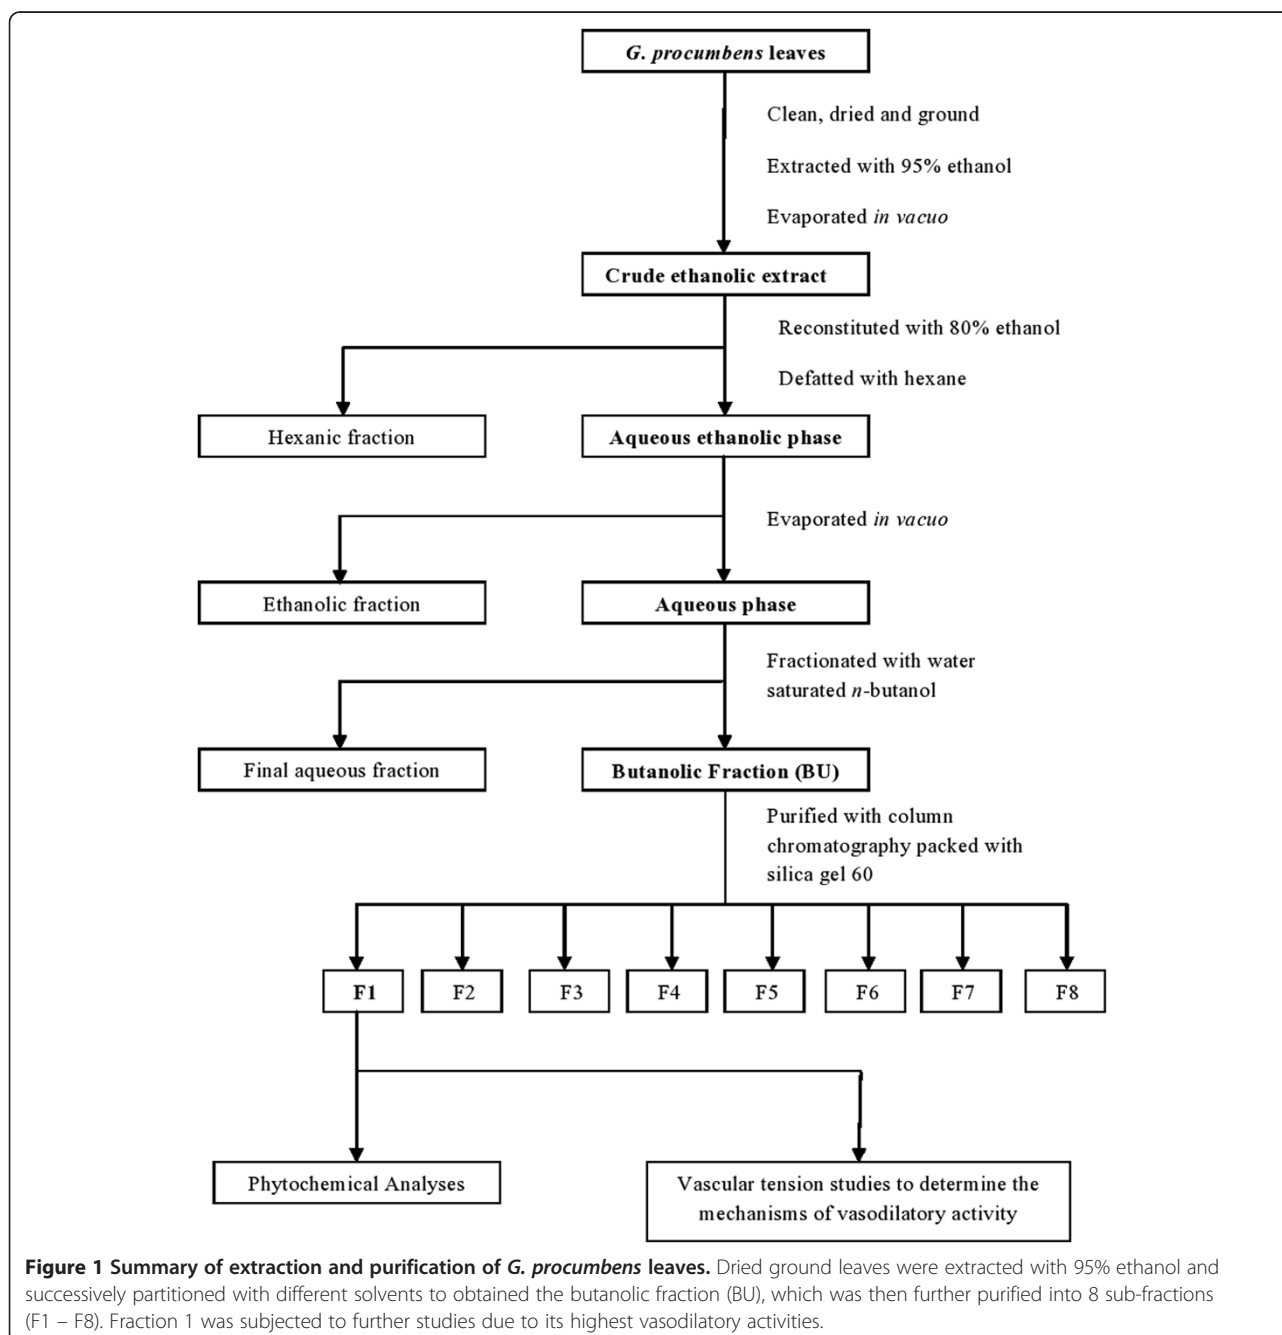 G. procumbens leaves
Clean, dried and ground
Extracted with 95% ethanol
Evaporated in vacuo
Crude ethanolic extract
Reconstituted with 80% ethanol
Defatted with hexane
Hexanic fraction
Aqueous ethanolic phase
Evaporated in vacuo
Ethanolic fraction
Aqueous phase
Fractionated with water
saturated n-butanol
Final aqueous fraction
Butanolic Fraction (BU)
Purified with column
chromatography packed with
silica gel 60
F1
F2
F3
F4
F5
F6
F7
F8
Phytochemical Analyses
Vascular tension studies to determine the
mechanisms of vasodilatory activity
Figure 1 Summary of extraction and purification of G. procumbens leaves. Dried ground leaves were extracted with 95% ethanol and
successively partitioned with different solvents to obtained the butanolic fraction (BU), which was then further purified into 8 sub-fractions
(F1 – F8). Fraction 1 was subjected to further studies due to its highest vasodilatory activities.